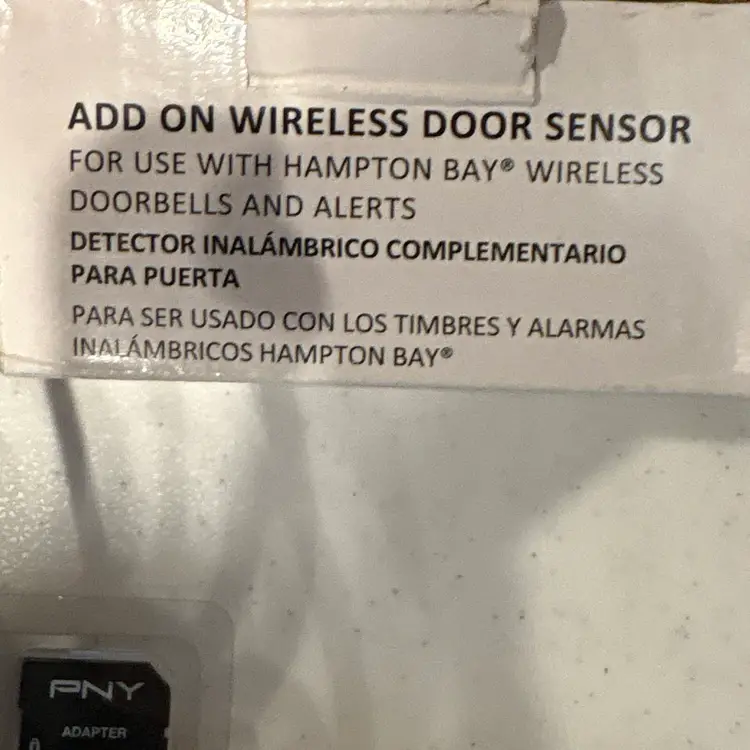 ADD ON WIRELESS DOOR SENSOR
FOR USE WITH HAMPTON BAY® WIRELESS
DOORBELLS AND ALERTS
DETECTOR INALÁMBRICO COMPLEMENTARIO
PARA PUERTA
PARA SER USADO CON LOS TIMBRES Y ALARMAS
INALÁMBRICOS HAMPTON BAY®
PNY
ADAPTER